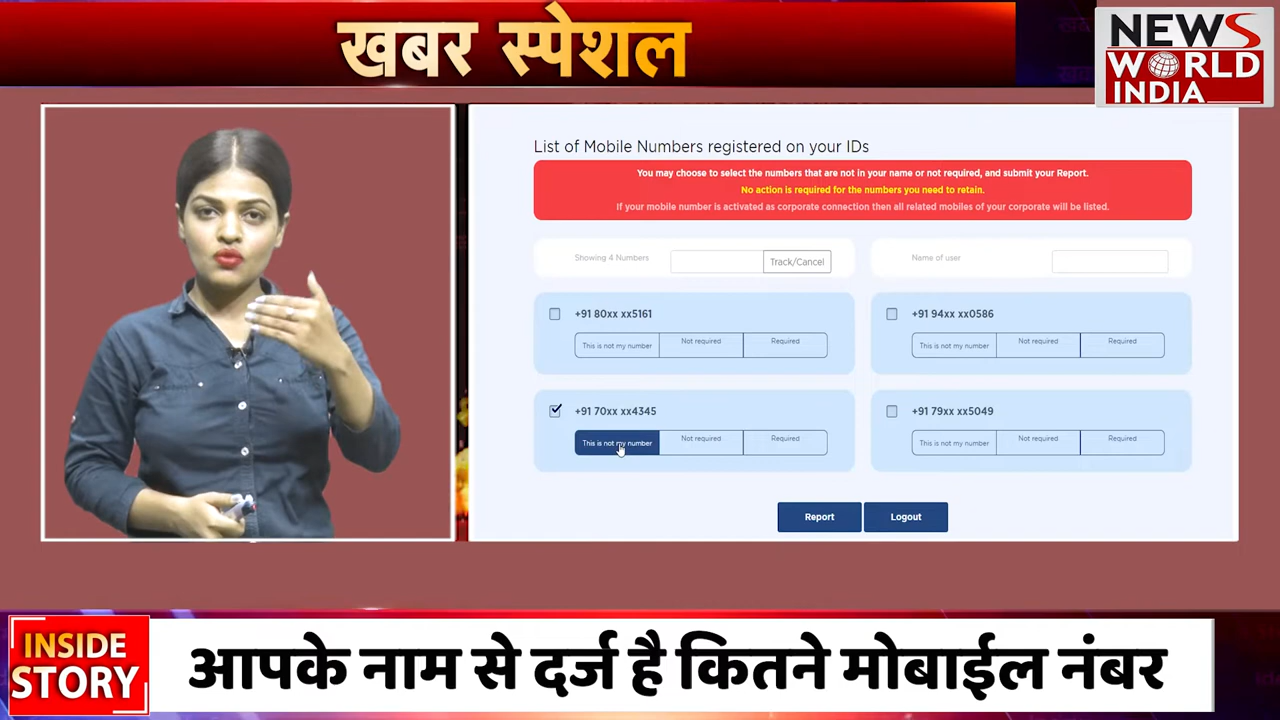 खबर स्पेशल
NEWS
WORLD
INDIA
List of Mobile Numbers registered on your IDs
You may choose to select the numbers that are not in your name or not required, and submit your Report.
No action is required for the numbers you need to retain.
If your mobile number is activated as corporate connection then all related mobiles of your corporate will be listed.
Showing 4 Numbers Track/Cancel Name of user
+91 80xx xx5161 +91 94xx xx0586
This is not my number Not required Required This is not my number Not required Required
+91 70xx xx4345 +91 79xx xx5049
This is not my number Not required Required This is not my number Not required Required
Report Logout
INSIDE
STORY
आपके नाम से दर्ज है कितने मोबाईल नंबर